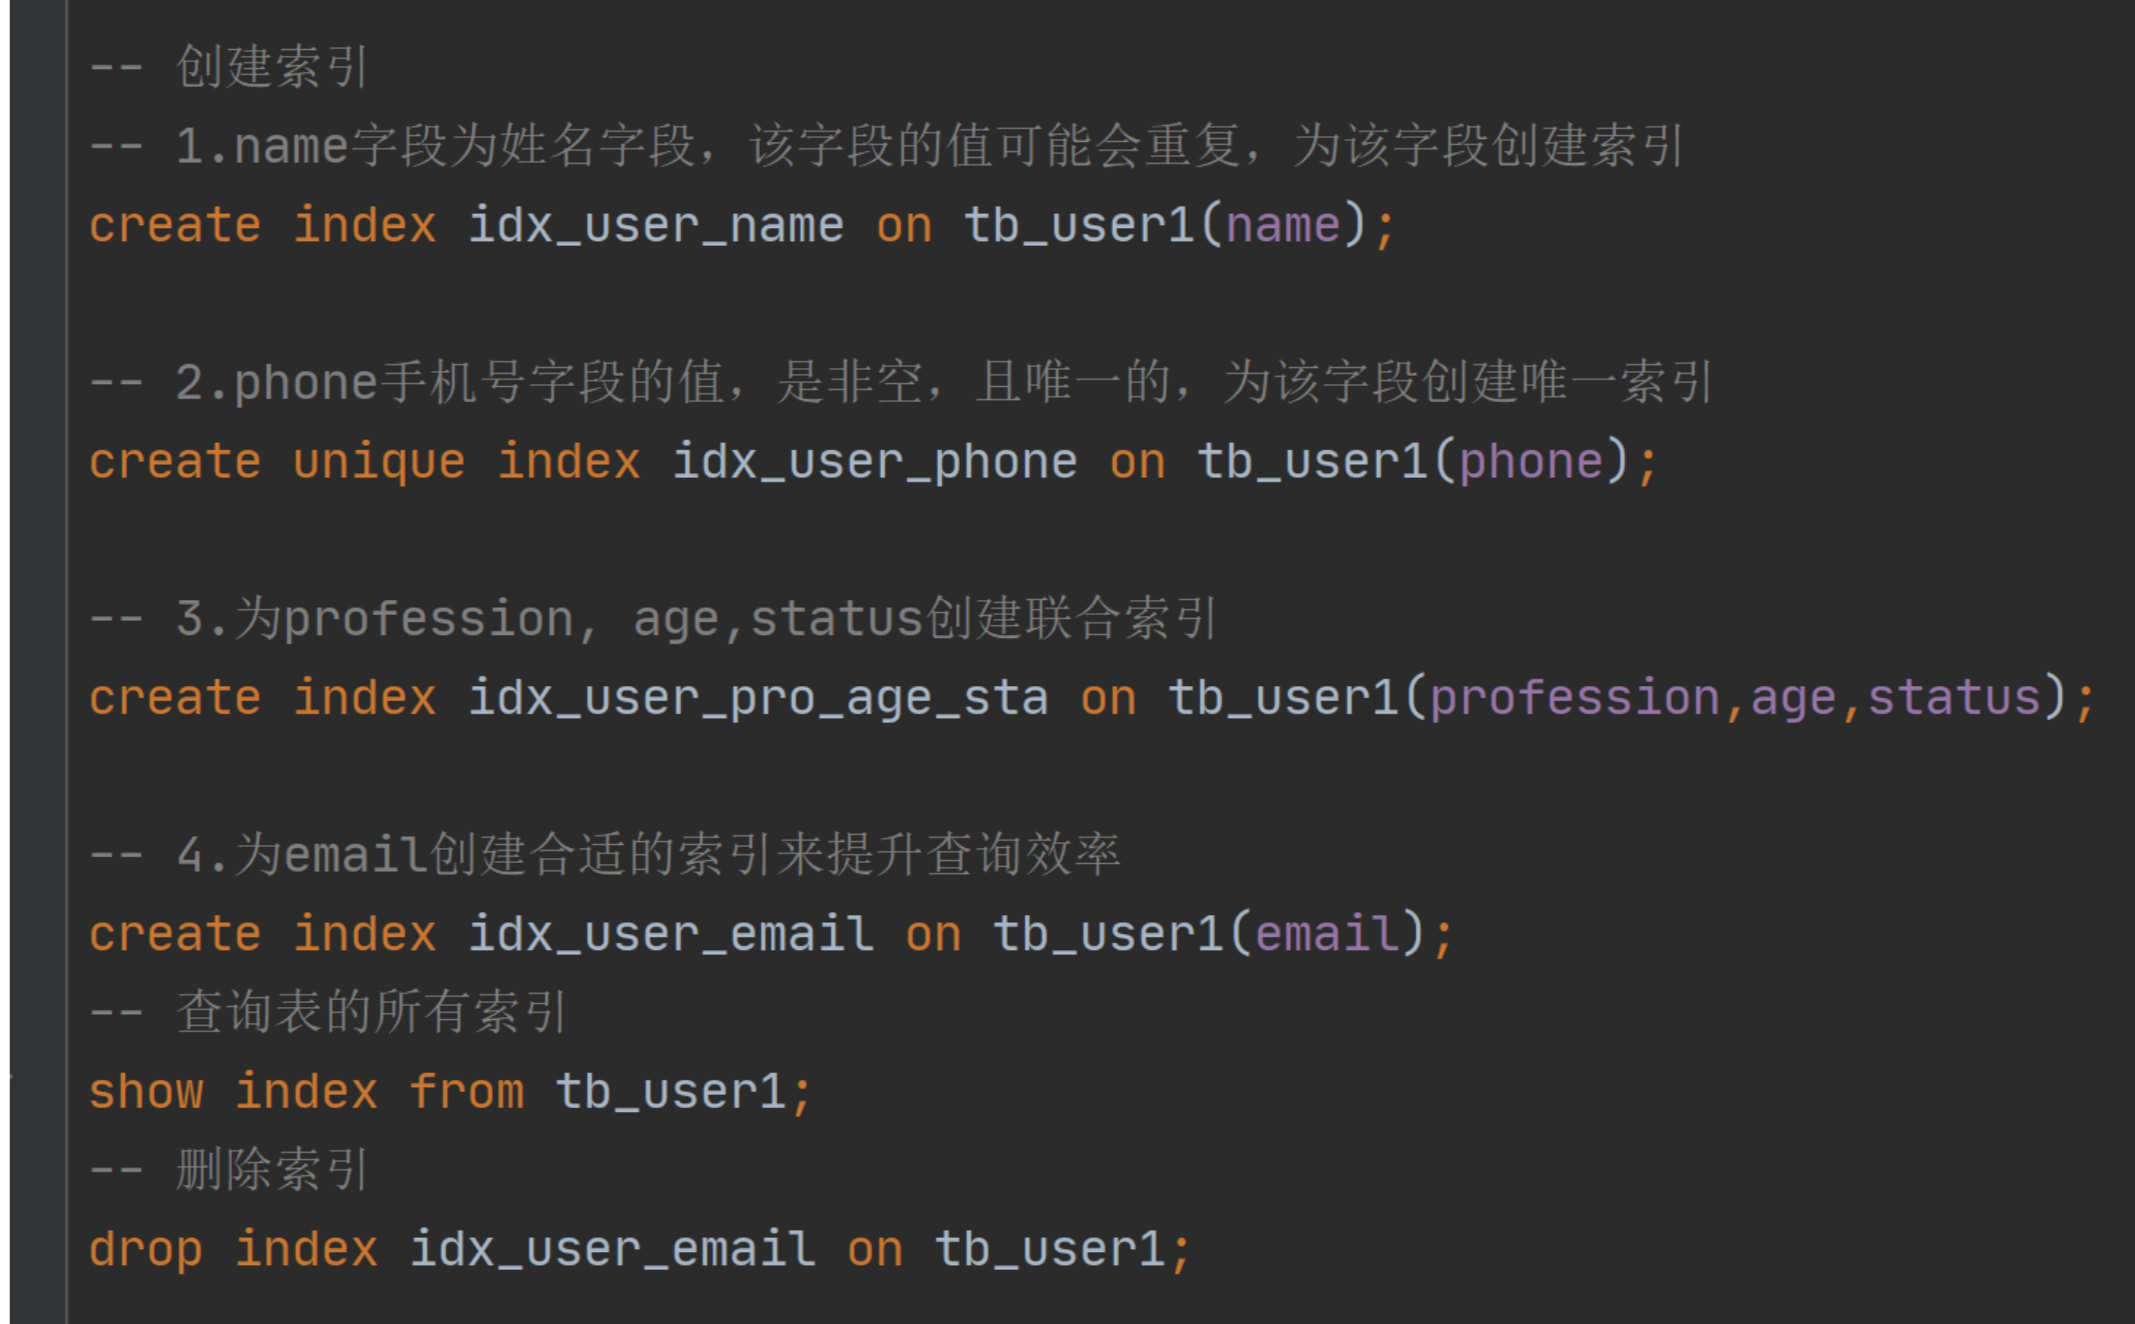 -- 创建索引
-- 1.name字段为姓名字段，该字段的值可能会重复，为该字段创建索引
create index idx_user_name on tb_user1(name);
-- 2.phone手机号字段的值，是非空，且唯一的，为该字段创建唯一索引
create unique index idx_user_phone on tb_user1(phone);
-- 3.为profession, age,status创建联合索引
create index idx_user_pro_age_sta on tb_user1(profession,age,status);
-- 4.为email创建合适的索引来提升查询效率
create index idx_user_email on tb_user1(email);
-- 查询表的所有索引
show index from tb_user1;
-- 删除索引
drop index idx_user_email on tb_user1;